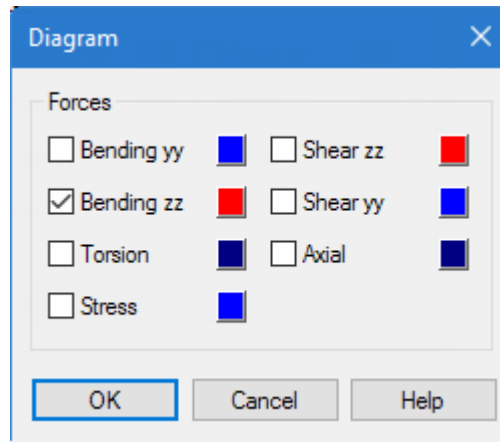 Diagram
Forces
Bending yy Shear zz
Bending zz Shear yy
Torsion Axial
Stress
OK Cancel Help